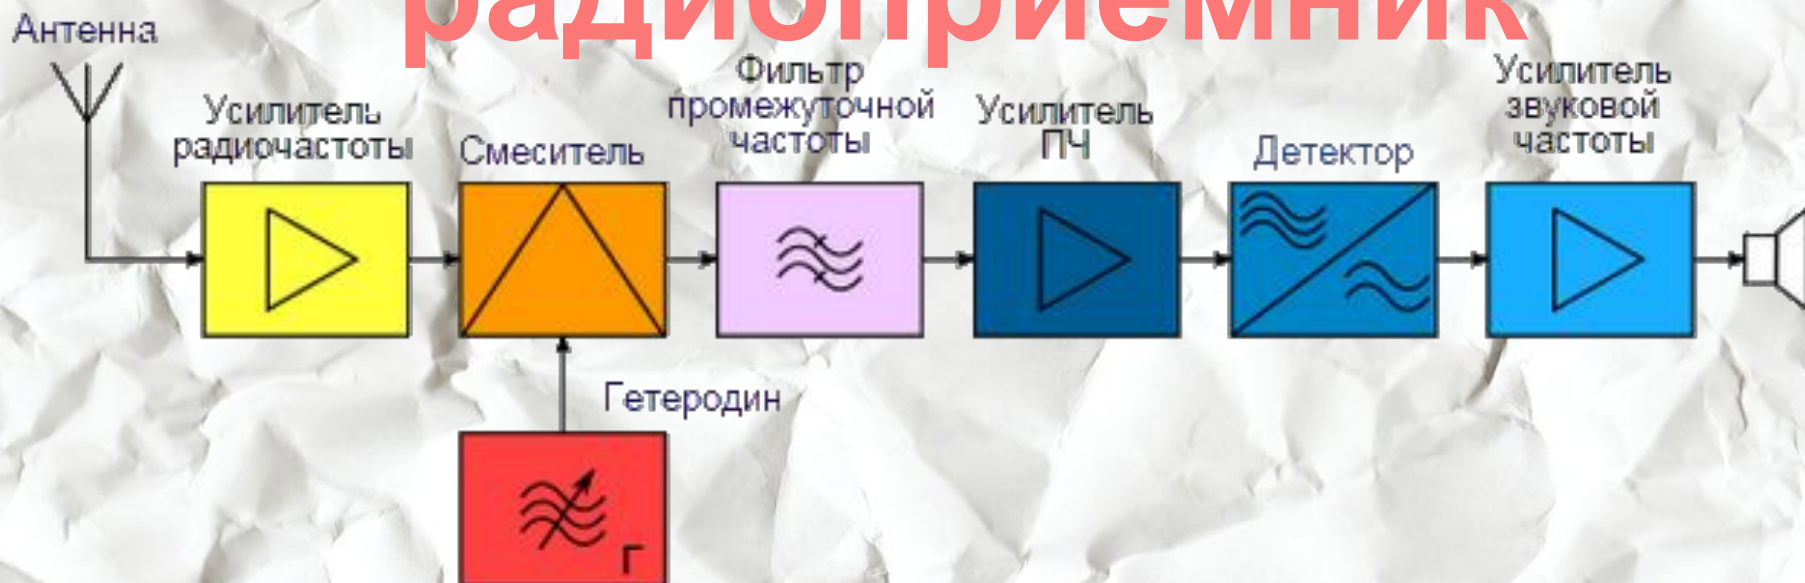 радиоприемник
Антенна
Усилитель
радиочастоты
Смеситель
Фильтр
промежуточной
частоты
Усилитель
ПЧ
Детектор
Усилитель
звуковой
частоты
Гетеродин
Г